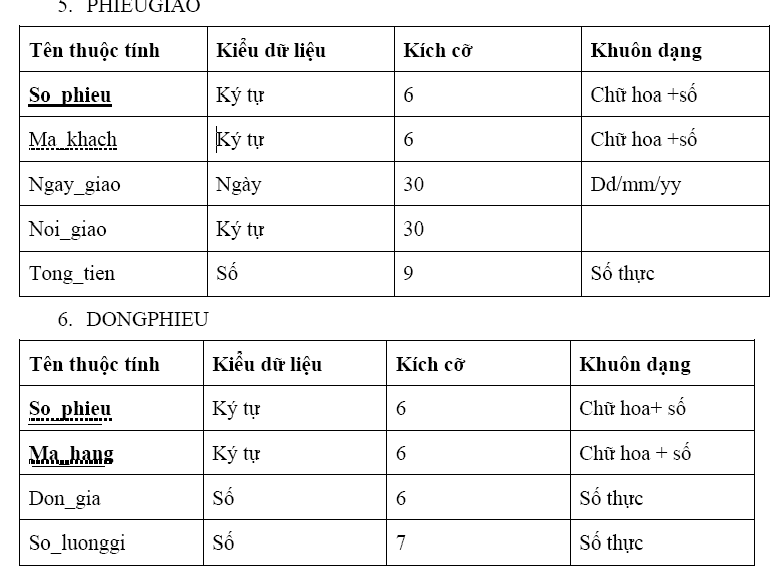 5. PHIEUGIAO
Tên thuộc tính Kiểu dữ liệu Kích cỡ Khuôn dạng
So_phieu Ký tự 6 Chữ hoa +số
Ma_khach Ký tự 6 Chữ hoa +số
Ngay_giao Ngày 30 Dd/mm/yy
Noi_giao Ký tự 30
Tong_tien Số 9 Số thực
6. DONGPHIEU
Tên thuộc tính Kiểu dữ liệu Kích cỡ Khuôn dạng
So_phieu Ký tự 6 Chữ hoa+ số
Ma_hang Ký tự 6 Chữ hoa + số
Don_gia Số 6 Số thực
So_luonggi Số 7 Số thực